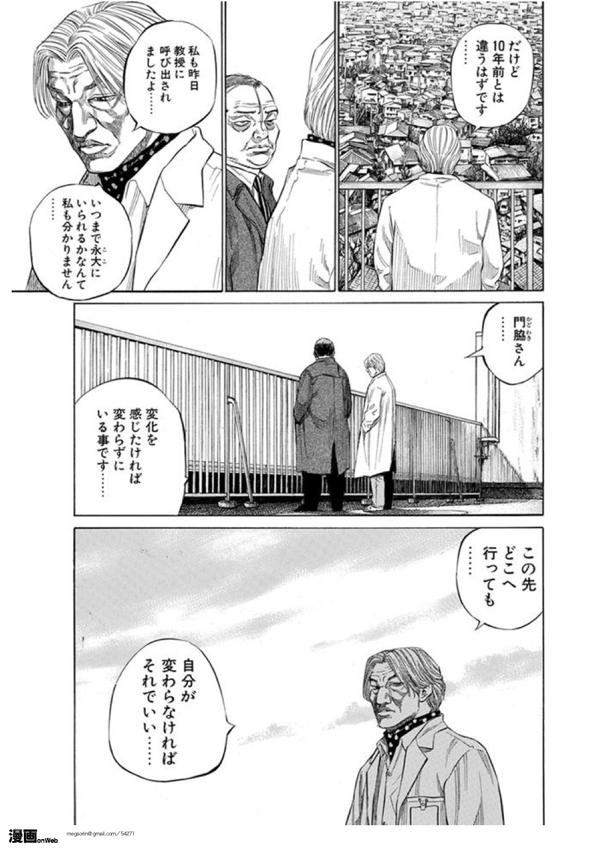 だけど
10年前とは
違うはずです
……
私も昨日
教授に
呼び出され
ましたよ……
いつまで永大に
いられるかなんて
私も分かりません
……
門脇さん
……
変化を
感じたければ
変わらずに
いる事です……
この先
どこへ
行っても
……
自分が
変わらなければ
それでいい……
漫画onWeb
megaorin@gmail.com/54271